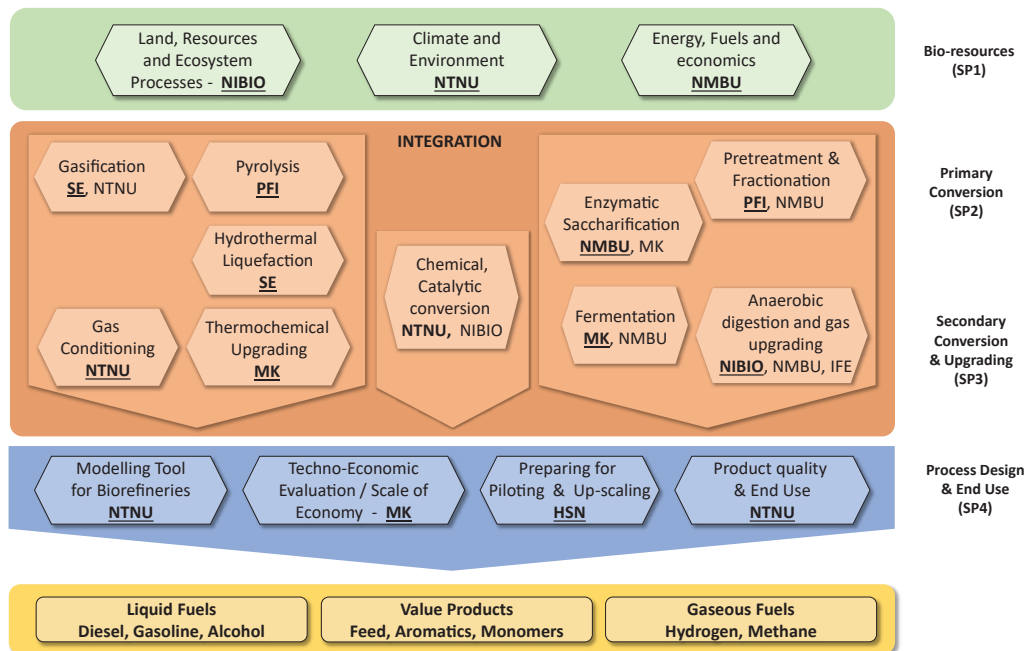 Land, Resources
and Ecosystem
Processes - NIBIO
Climate and
Environment
NTNU
Energy, Fuels and
economics
NMBU
Bio-resources
(SP1)
INTEGRATION
Gasification
SE, NTNU
Pyrolysis
PFI
Hydrothermal
Liquefaction
SE
Gas
Conditioning
NTNU
Thermochemical
Upgrading
MK
Chemical,
Catalytic
conversion
NTNU, NIBIO
Pretreatment &
Fractionation
PFI, NMBU
Enzymatic
Saccharification
NMBU, MK
Fermentation
MK, NMBU
Anaerobic
digestion and gas
upgrading
NIBIO, NMBU, IFE
Primary
Conversion
(SP2)
Secondary
Conversion
& Upgrading
(SP3)
Modelling Tool
for Biorefineries
NTNU
Techno-Economic
Evaluation / Scale of
Economy - MK
Preparing for
Piloting & Up-scaling
HSN
Product quality
& End Use
NTNU
Process Design
& End Use
(SP4)
Liquid Fuels
Diesel, Gasoline, Alcohol
Value Products
Feed, Aromatics, Monomers
Gaseous Fuels
Hydrogen, Methane